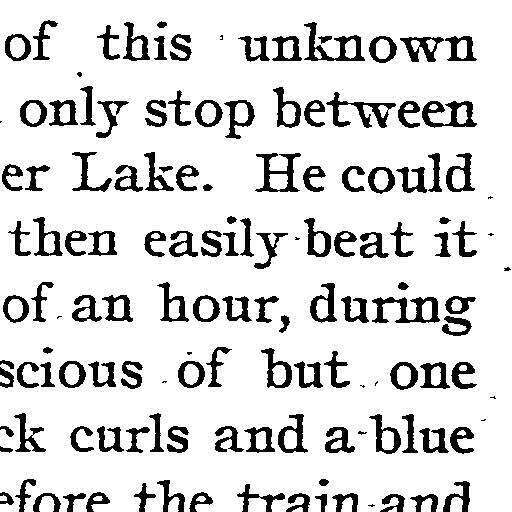 of this unknown
only stop between
er Lake. He could
then easily beat it
of an hour, during
scious of but one
ck curls and a blue
efore the train and